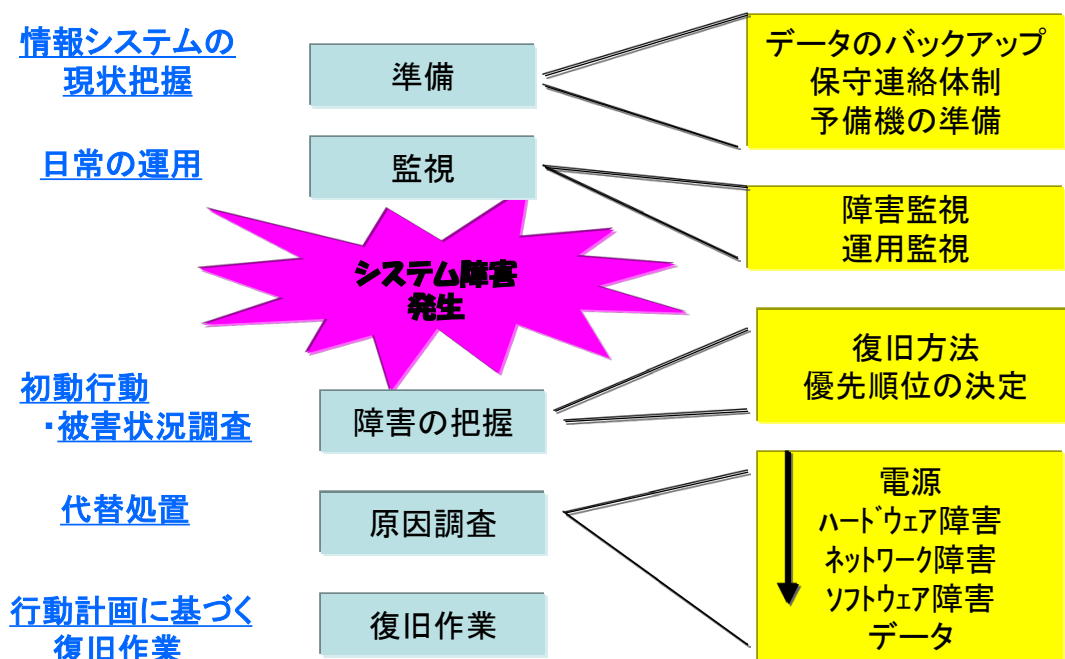 情報システムの
現状把握
準備
データのバックアップ
保守連絡体制
予備機の準備
日常の運用
監視
障害監視
運用監視
システム障害
発生
初動行動
・被害状況調査
障害の把握
復旧方法
優先順位の決定
代替処置
原因調査
電源
ﾊｰﾄﾞｳｪｱ障害
ﾈｯﾄﾜｰｸ障害
ｿﾌﾄｳｪｱ障害
データ
行動計画に基づく
復旧作業
復旧作業